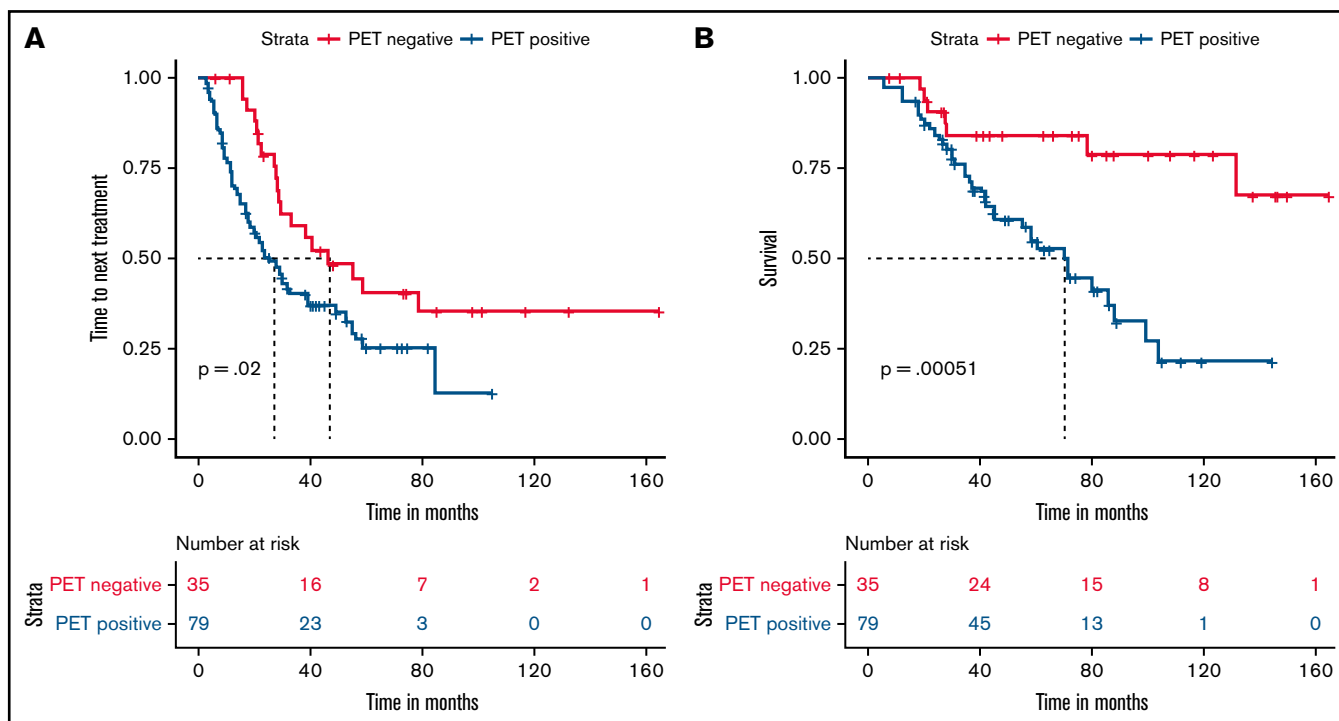 A
Strata PET negative PET positive
1.00
0.75
0.50
0.25
0.00
Time to next treatment
p = .02
0 40 80 120 160
Time in months
Number at risk
Strata
PET negative 35 16 7 2 1
PET positive 79 23 3 0 0
0 40 80 120 160
Time in months
B
Strata PET negative PET positive
1.00
0.75
0.50
0.25
0.00
Survival
p = .00051
0 40 80 120 160
Time in months
Number at risk
Strata
PET negative 35 24 15 8 1
PET positive 79 45 13 1 0
0 40 80 120 160
Time in months